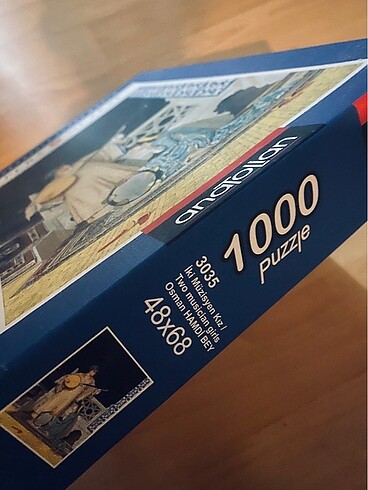 anatolian
1000
puzzle
3035
İki Müzisyen Kız /
Two musician girls
Osman HAMDİ BEY
48x68